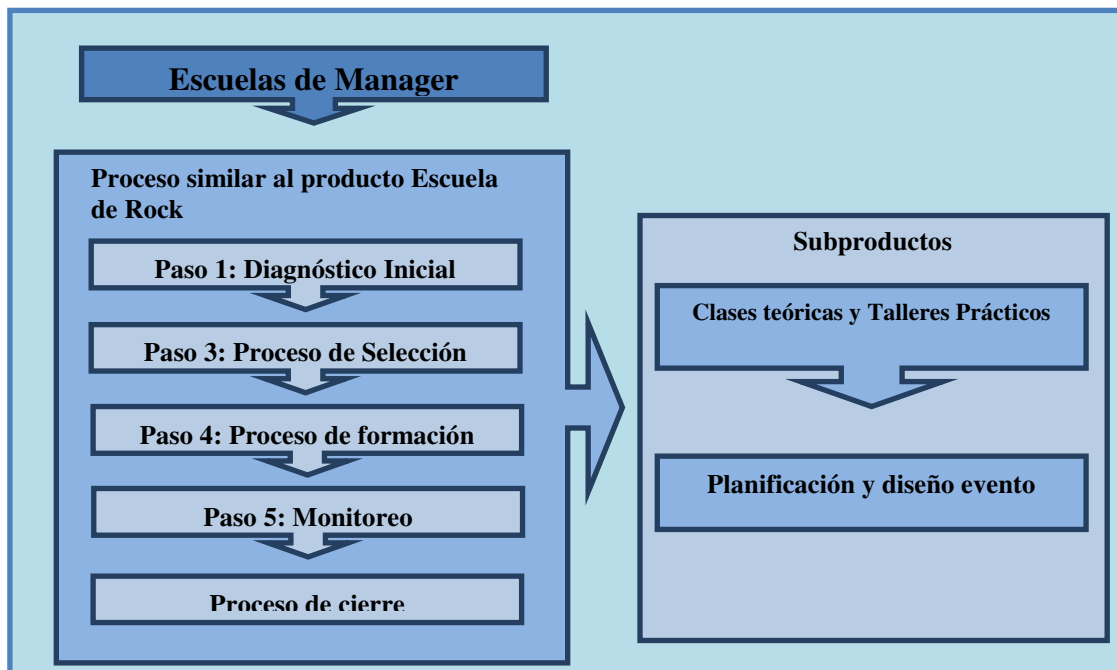 Escuelas de Manager
Proceso similar al producto Escuela
de Rock
Paso 1: Diagnóstico Inicial
Paso 3: Proceso de Selección
Paso 4: Proceso de formación
Paso 5: Monitoreo
Proceso de cierre
Subproductos
Clases teóricas y Talleres Prácticos
Planificación y diseño evento